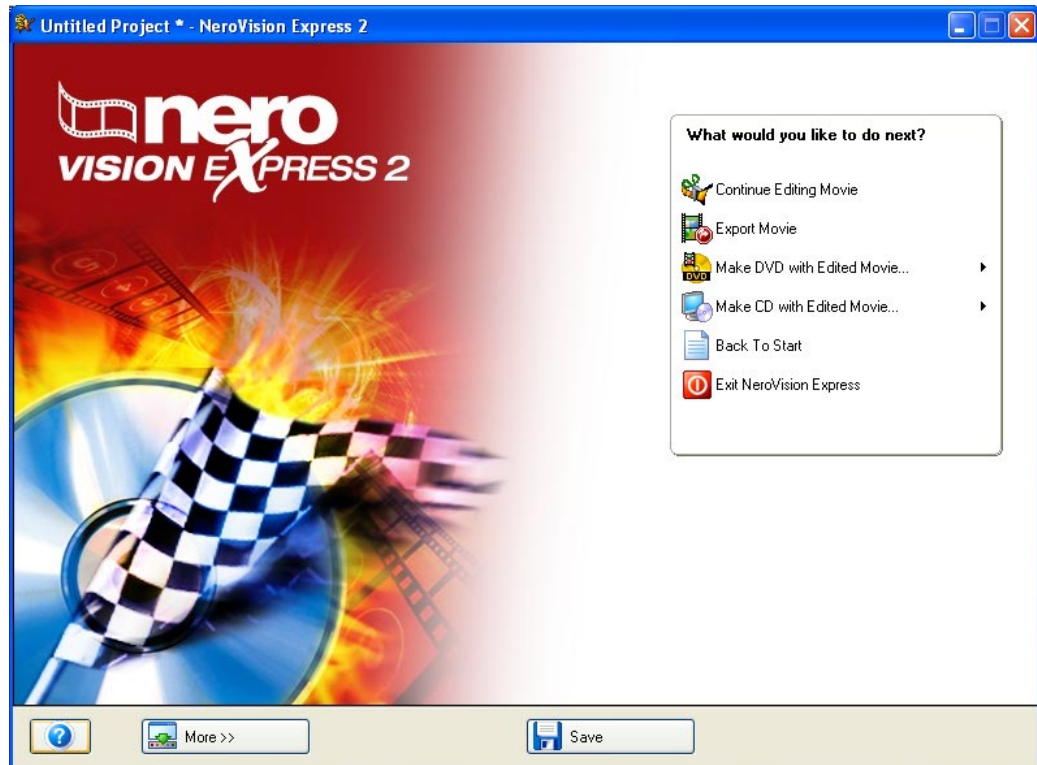 Untitled Project * - NeroVision Express 2
nero
VISION EXPRESS 2
What would you like to do next?
Continue Editing Movie
Export Movie
Make DVD with Edited Movie...
Make CD with Edited Movie...
Back To Start
Exit NeroVision Express
More >>
Save